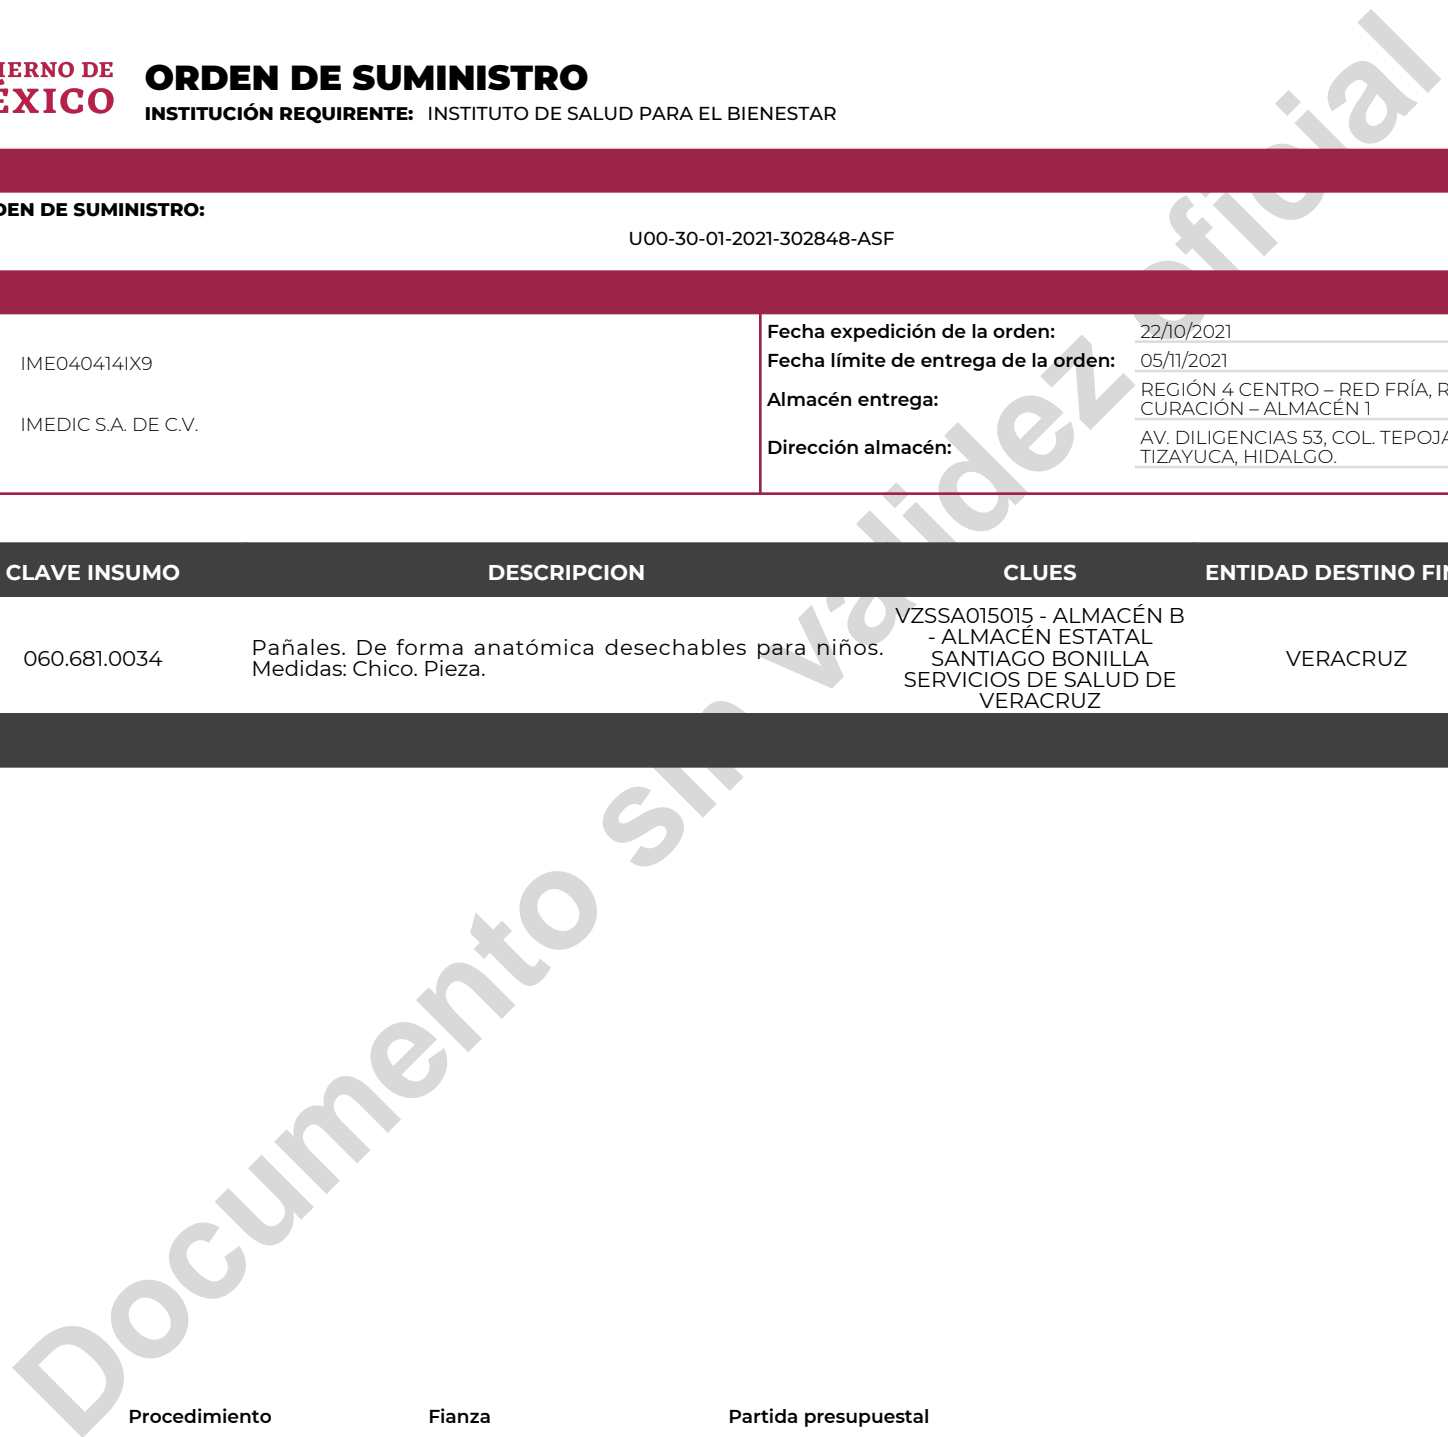 ORDEN DE SUMINISTRO
INSTITUCIÓN REQUIRENTE: INSTITUTO DE SALUD PARA EL BIENESTAR
IERNO DE
ÉXICO
DEN DE SUMINISTRO:
U00-30-01-2021-302848-ASF
IME040414IX9
IMEDIC S.A. DE C.V.
Fecha expedición de la orden: 22/10/2021
Fecha límite de entrega de la orden: 05/11/2021
Almacén entrega: REGIÓN 4 CENTRO – RED FRÍA, R
CURACIÓN – ALMACÉN 1
Dirección almacén: AV. DILIGENCIAS 53, COL. TEPOJA
TIZAYUCA, HIDALGO.
CLAVE INSUMO DESCRIPCION CLUES ENTIDAD DESTINO FIN
060.681.0034
Pañales. De forma anatómica desechables para niños.
Medidas: Chico. Pieza.
VZSSA015015 - ALMACÉN B
- ALMACÉN ESTATAL
SANTIAGO BONILLA
SERVICIOS DE SALUD DE
VERACRUZ
VERACRUZ
Documento sin validez oficial
Procedimiento Fianza Partida presupuestal